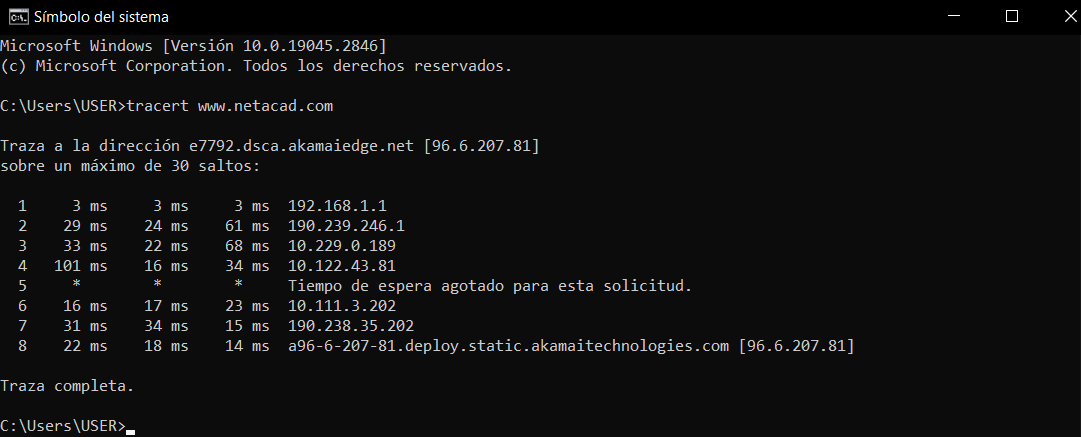 Símbolo del sistema
Microsoft Windows [Versión 10.0.19045.2846]
(c) Microsoft Corporation. Todos los derechos reservados.
C:\Users\USER>tracert www.netacad.com
Traza a la dirección e7792.dsca.akamaiedge.net [96.6.207.81]
sobre un máximo de 30 saltos:
1 3 ms 3 ms 3 ms 192.168.1.1
2 29 ms 24 ms 61 ms 190.239.246.1
3 33 ms 22 ms 68 ms 10.229.0.189
4 101 ms 16 ms 34 ms 10.122.43.81
5 * * * Tiempo de espera agotado para esta solicitud.
6 16 ms 17 ms 23 ms 10.111.3.202
7 31 ms 34 ms 15 ms 190.238.35.202
8 22 ms 18 ms 14 ms a96-6-207-81.deploy.static.akamaitechnologies.com [96.6.207.81]
Traza completa.
C:\Users\USER>